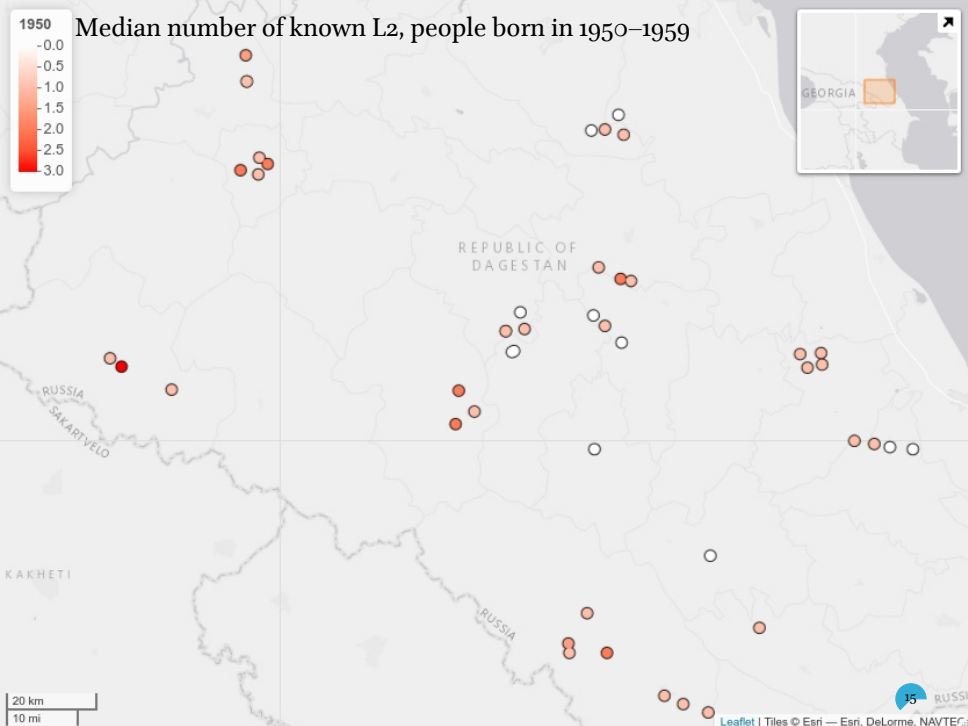 Median number of known L2, people born in 1950–1959
1950
0.0
0.5
1.0
1.5
2.0
2.5
3.0
GEORGIA
REPUBLIC OF
DAGESTAN
RUSSIA
SAKARTVELO
KAKHETI
RUSSIA
15
RUSS
20 km
10 mi
Leaflet | Tiles © Esri — Esri, DeLorme, NAVTEQ